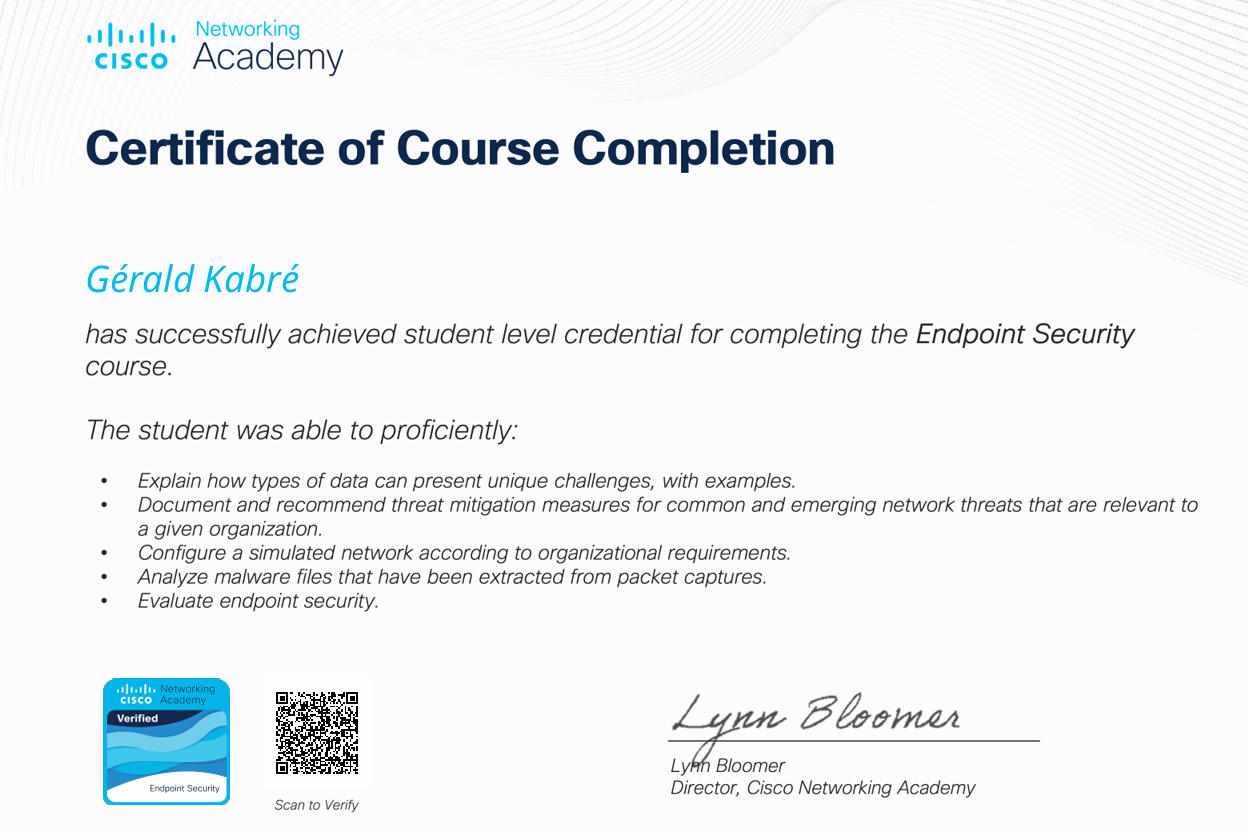 Networking
CISCO Academy
Certificate of Course Completion
Gérald Kabré
has successfully achieved student level credential for completing the Endpoint Security
course.
The student was able to proficiently:
• Explain how types of data can present unique challenges, with examples.
• Document and recommend threat mitigation measures for common and emerging network threats that are relevant to
a given organization.
• Configure a simulated network according to organizational requirements.
• Analyze malware files that have been extracted from packet captures.
• Evaluate endpoint security.
CISCO Networking
Academy
Verified
Endpoint Security
Scan to Verify
Lynn Bloomer
Lynn Bloomer
Director, Cisco Networking Academy